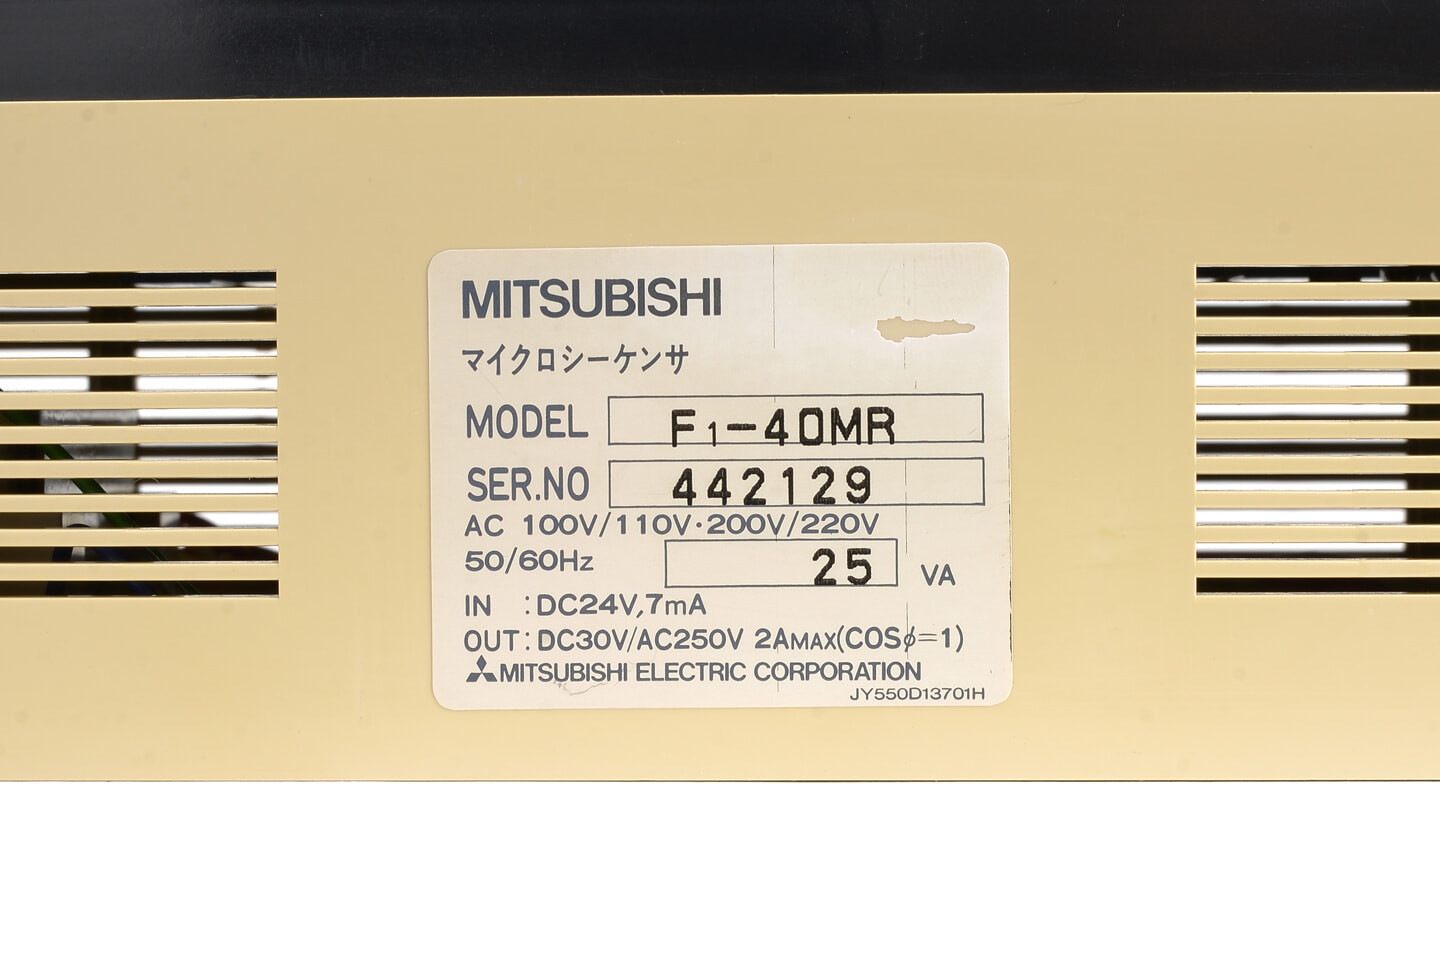 MITSUBISHI
マイクロシーケンサ
MODEL F1-40MR
SER.NO 442129
AC 100V/110V·200V/220V
50/60Hz 25 VA
IN :DC24V,7mA
OUT:DC30V/AC250V 2AMAX(COSφ=1)
MITSUBISHI ELECTRIC CORPORATION
JY550D13701H